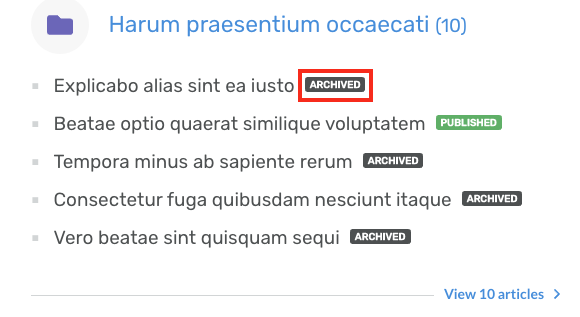 Harum praesentium occaecati (10)
Explicabo alias sint ea iusto ARCHIVED
Beatae optio quaerat similique voluptatem PUBLISHED
Tempora minus ab sapiente rerum ARCHIVED
Consectetur fuga quibusdam nesciunt itaque ARCHIVED
Vero beatae sint quisquam sequi ARCHIVED
View 10 articles